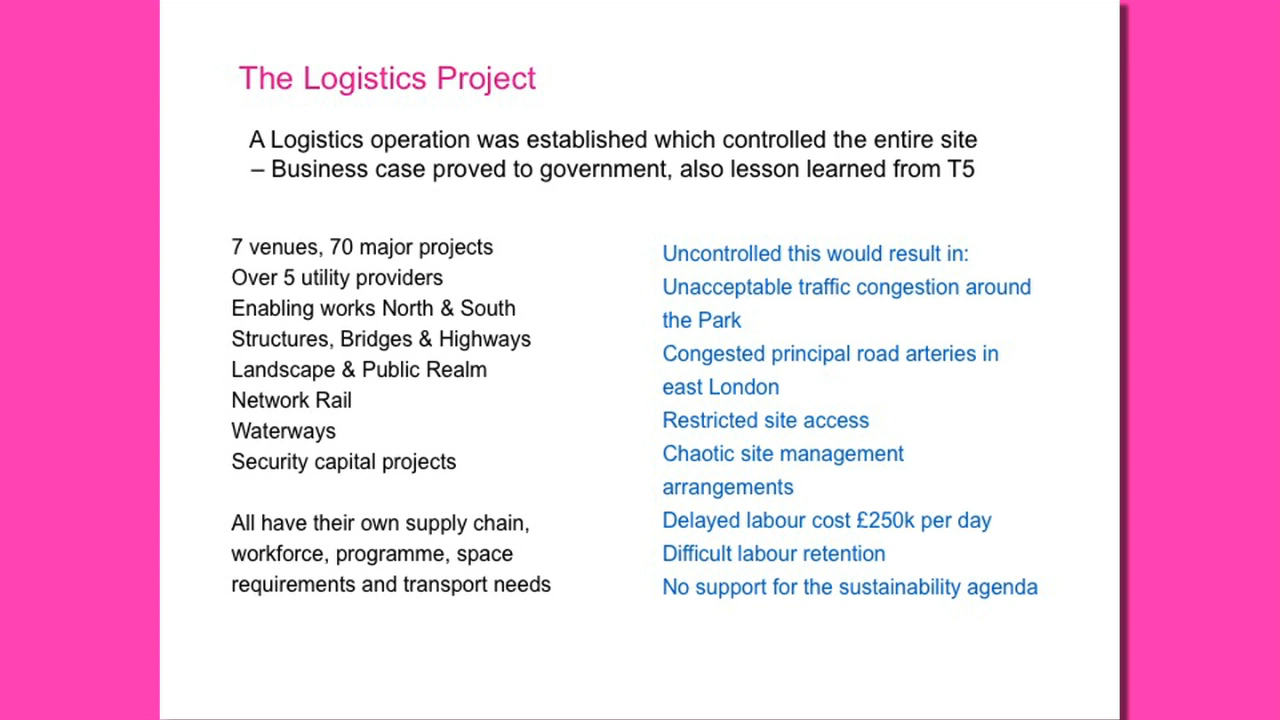 The Logistics Project
A Logistics operation was established which controlled the entire site
– Business case proved to government, also lesson learned from T5
7 venues, 70 major projects
Over 5 utility providers
Enabling works North & South
Structures, Bridges & Highways
Landscape & Public Realm
Network Rail
Waterways
Security capital projects
All have their own supply chain,
workforce, programme, space
requirements and transport needs
Uncontrolled this would result in:
Unacceptable traffic congestion around
the Park
Congested principal road arteries in
east London
Restricted site access
Chaotic site management
arrangements
Delayed labour cost £250k per day
Difficult labour retention
No support for the sustainability agenda